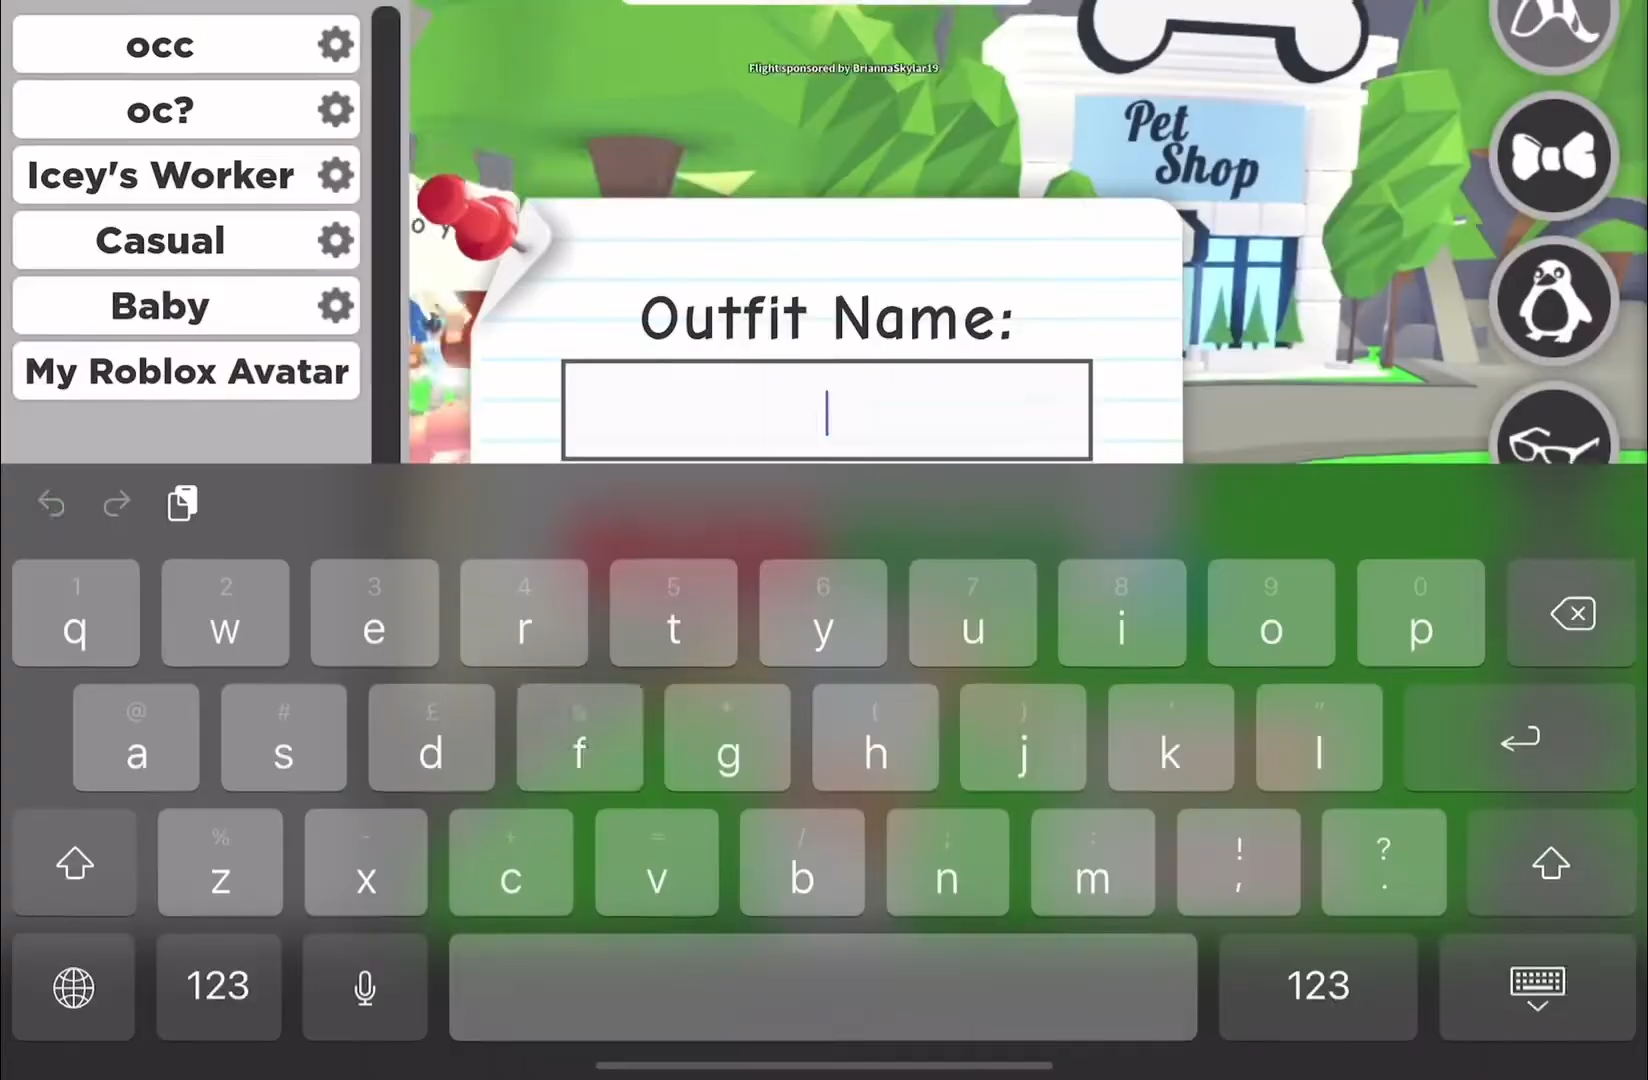 occ
oc?
Icey's Worker
Casual
Baby
My Roblox Avatar
Flight sponsored by BriannaSkylar19
Pet
Shop
Outfit Name:
1 2 3 4 5 6 7 8 9 0
q w e r t y u i o p
@ # £ & * ( ) ' "
a s d f g h j k l
% - + = / ; : ! ?
z x c v b n m , .
123 123